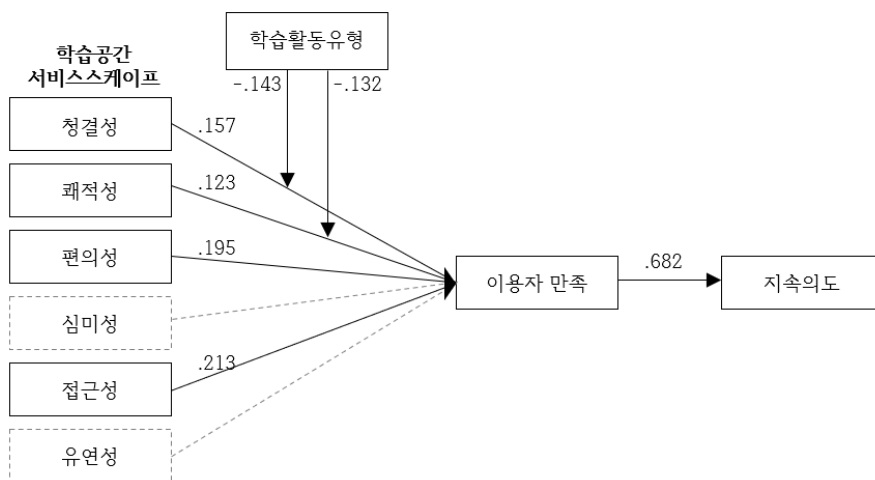 학습활동유형
학습공간
서비스스케이프
-.143
-.132
청결성
.157
쾌적성
.123
편의성
.195
이용자 만족
.682
지속의도
심미성
접근성
.213
유연성